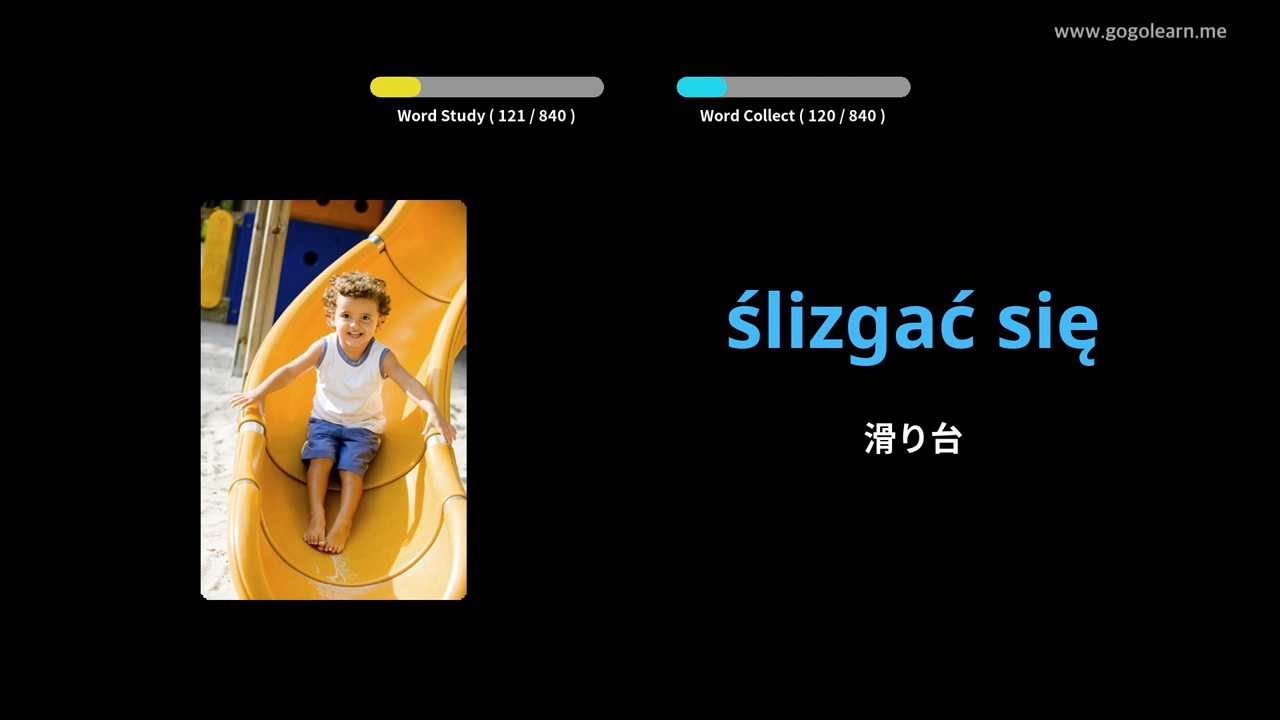 www.gogolearn.me
Word Study ( 121 / 840 )
Word Collect ( 120 / 840 )
ślizgać się
滑り台